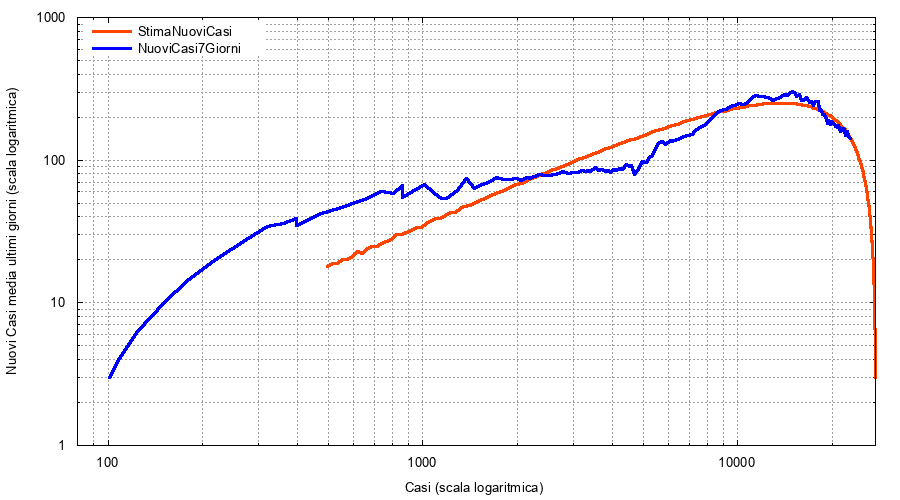 1000
StimaNuoviCasi
NuoviCasi7Giorni
100
10
1
100
1000
10000
Casi (scala logaritmica)
Nuovi Casi media ultimi giorni (scala logaritmica)